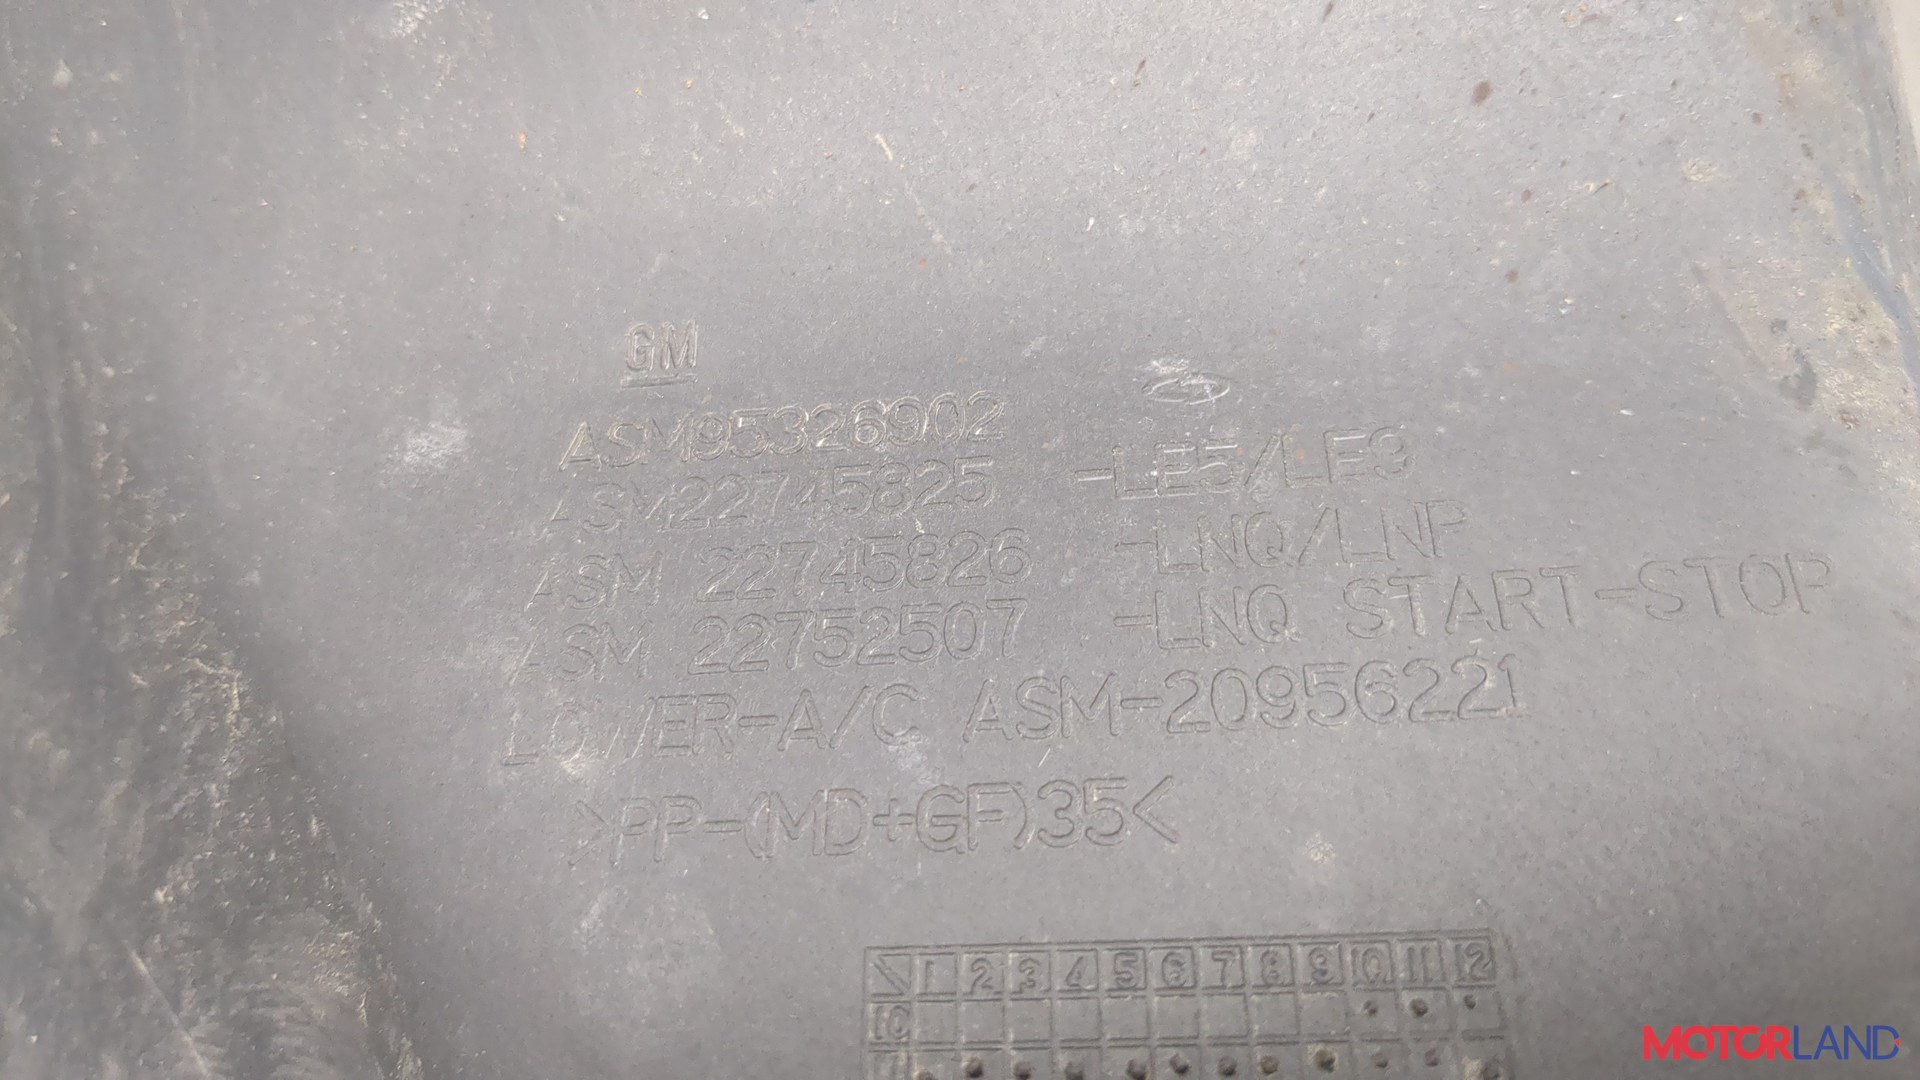 GM
ASM95326902
ASM22745825 -LE5/LE9
ASM 22745826 -LNQ/LNP
ASM 22752507 -LNQ START-STOP
LOWER-A/C ASM-20956221
>PP-(MD+GF)35<
1 2 3 4 5 6 7 8 9 10 11 12
10
MOTORLAND